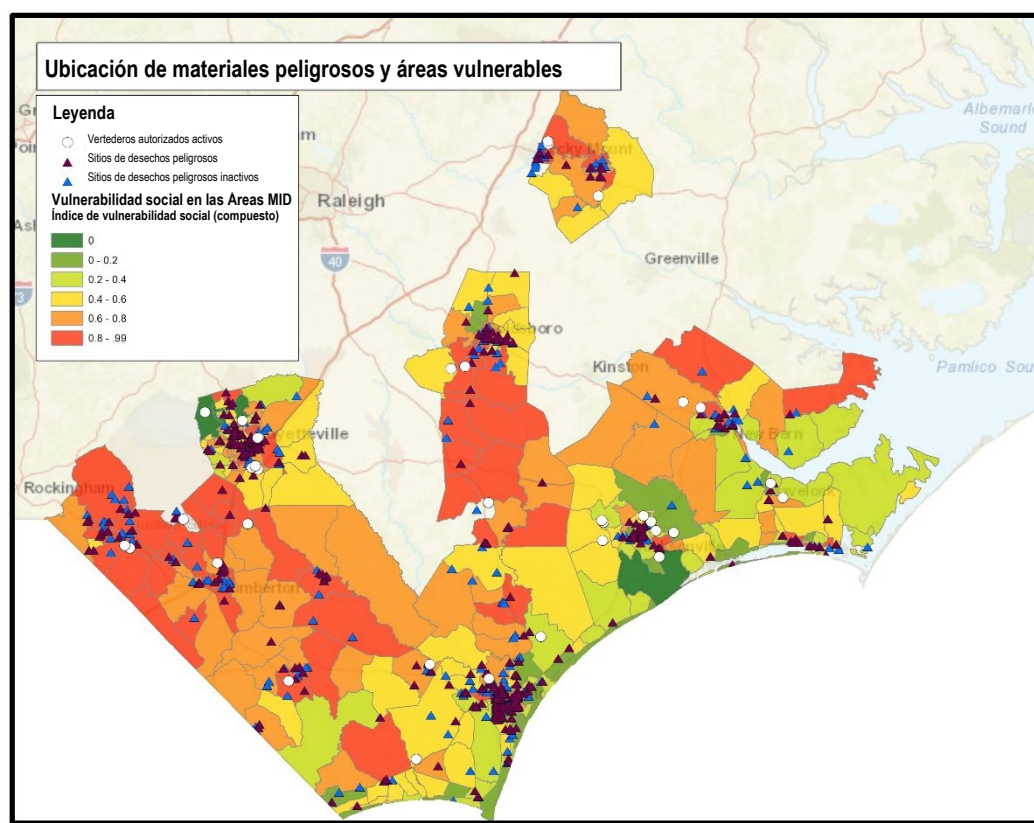 Ubicación de materiales peligrosos y áreas vulnerables
Leyenda
Vertederos autorizados activos
Sitios de desechos peligrosos
Sitios de desechos peligrosos inactivos
Vulnerabilidad social en las Áreas MID
Índice de vulnerabilidad social (compuesto)
0
0 - 0.2
0.2 - 0.4
0.4 - 0.6
0.6 - 0.8
0.8 - .99
Albemarle
Sound
Raleigh
40
Greenville
Kinston
Pamlico Sou
New Bern
Rockingham